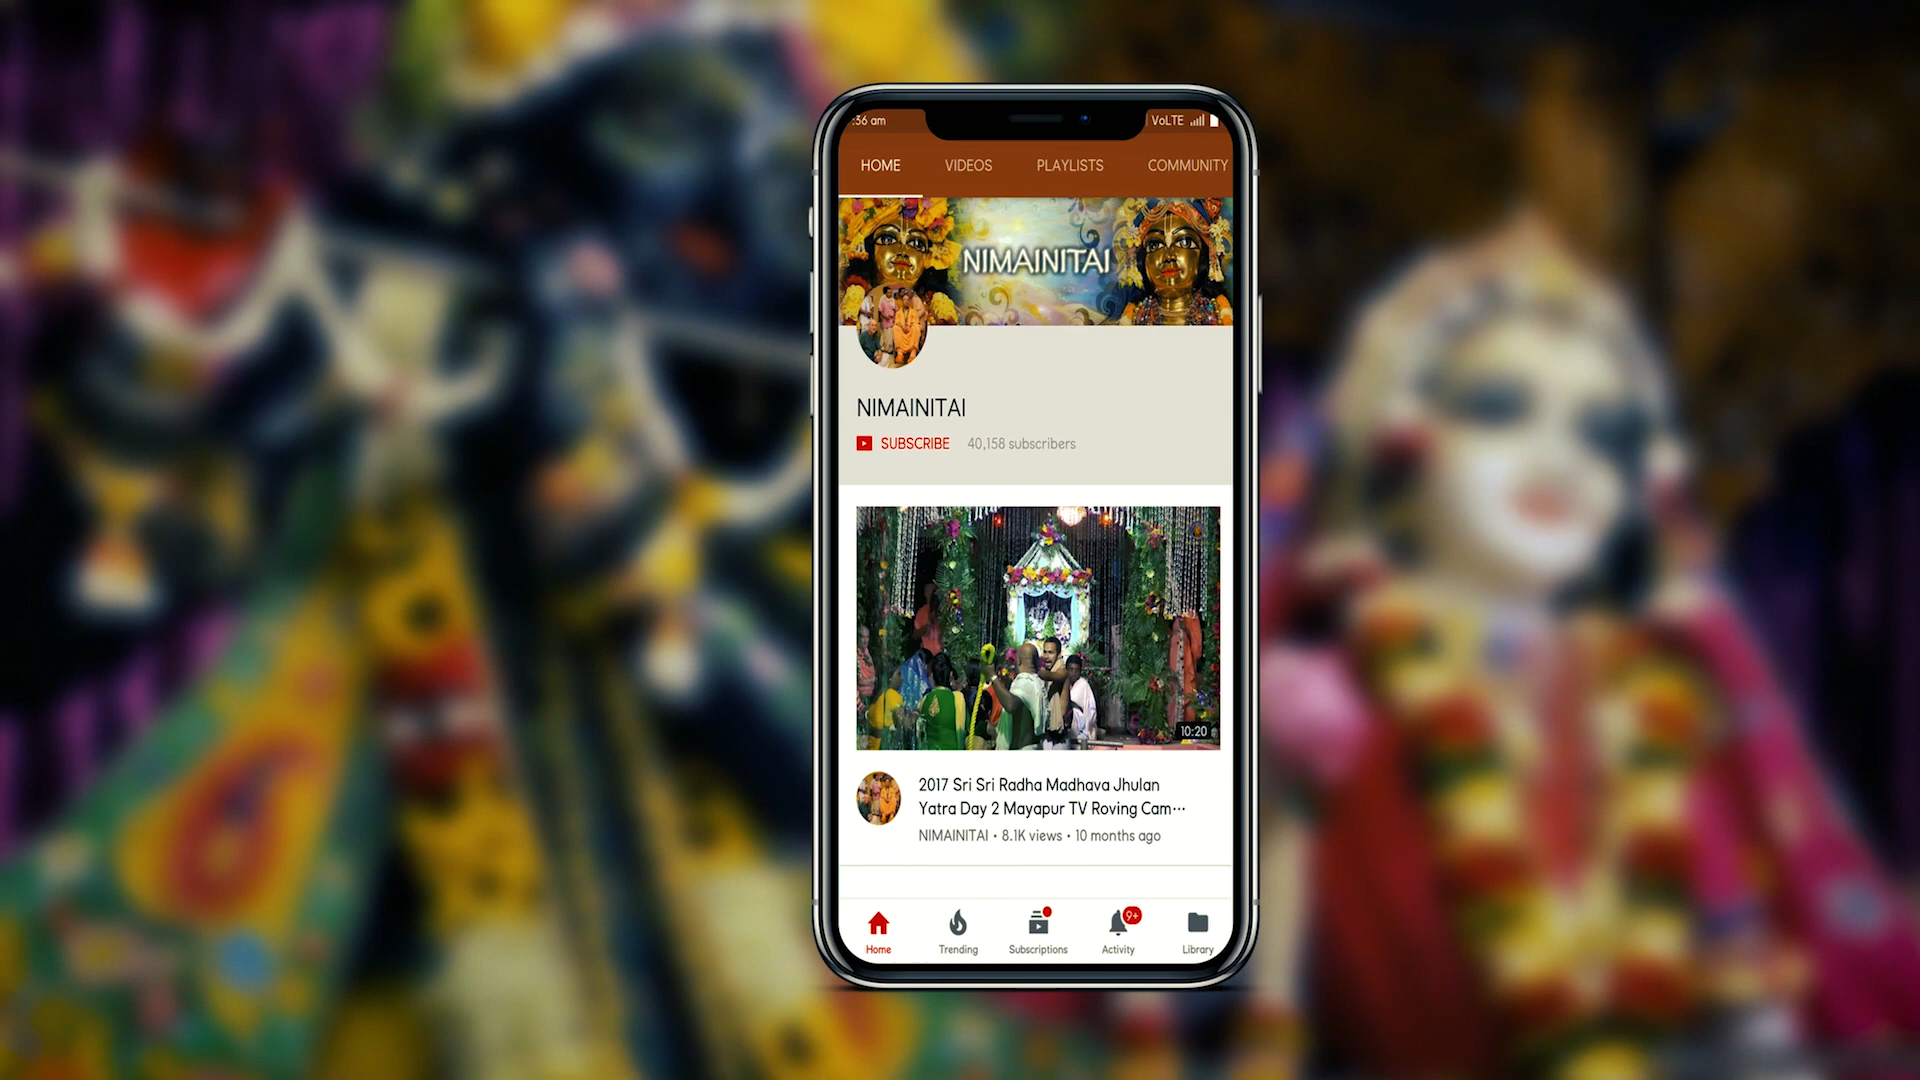 :36 am
VoLTE
HOME VIDEOS PLAYLISTS COMMUNITY
NIMAINITAI
NIMAINITAI
SUBSCRIBE 40,158 subscribers
10:20
2017 Sri Sri Radha Madhava Jhulan
Yatra Day 2 Mayapur TV Roving Cam···
NIMAINITAI • 8.1K views • 10 months ago
9+
Home Trending Subscriptions Activity Library